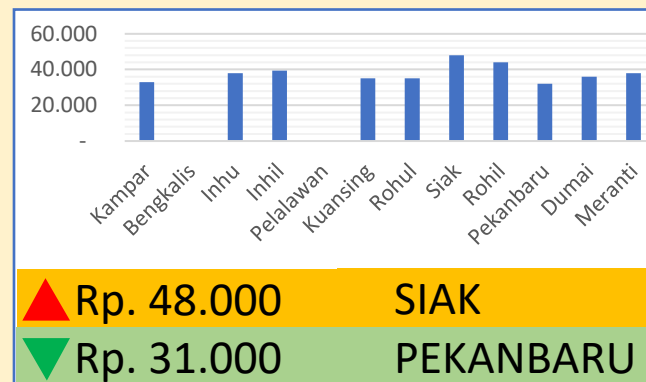 60.000
40.000
20.000
-
Kampar
Bengkalis
Inhu
Inhil
Pelalawan
Kuansing
Rohul
Siak
Rohil
Pekanbaru
Dumai
Meranti
Rp. 48.000 SIAK
Rp. 31.000 PEKANBARU